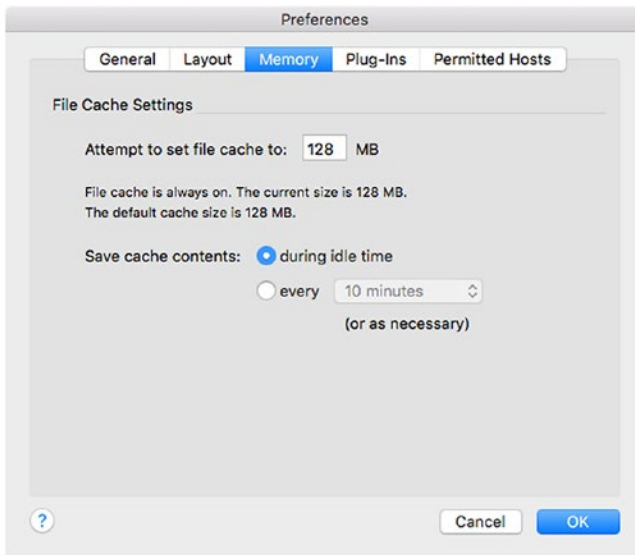 Preferences
General Layout Memory Plug-Ins Permitted Hosts
File Cache Settings
Attempt to set file cache to: 128 MB
File cache is always on. The current size is 128 MB.
The default cache size is 128 MB.
Save cache contents: during idle time
every 10 minutes
(or as necessary)
? Cancel OK